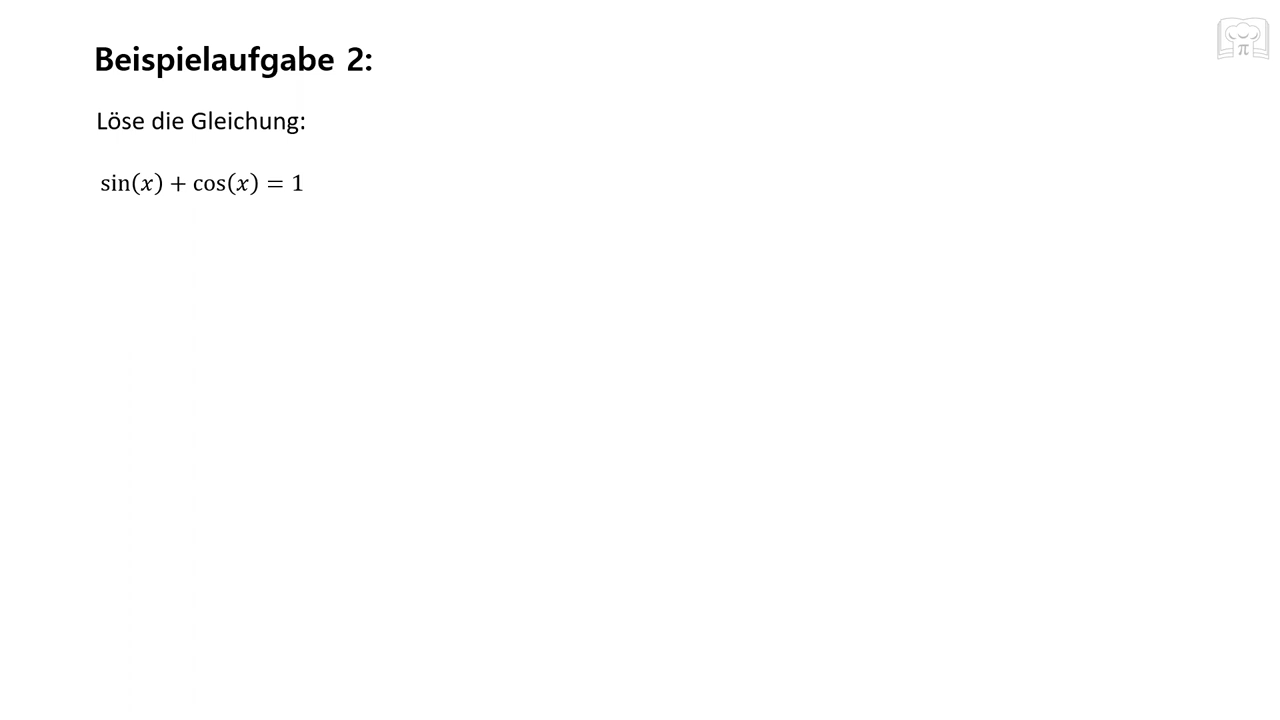 Beispielaufgabe 2:
Löse die Gleichung:
sin(x) + cos(x) = 1
π